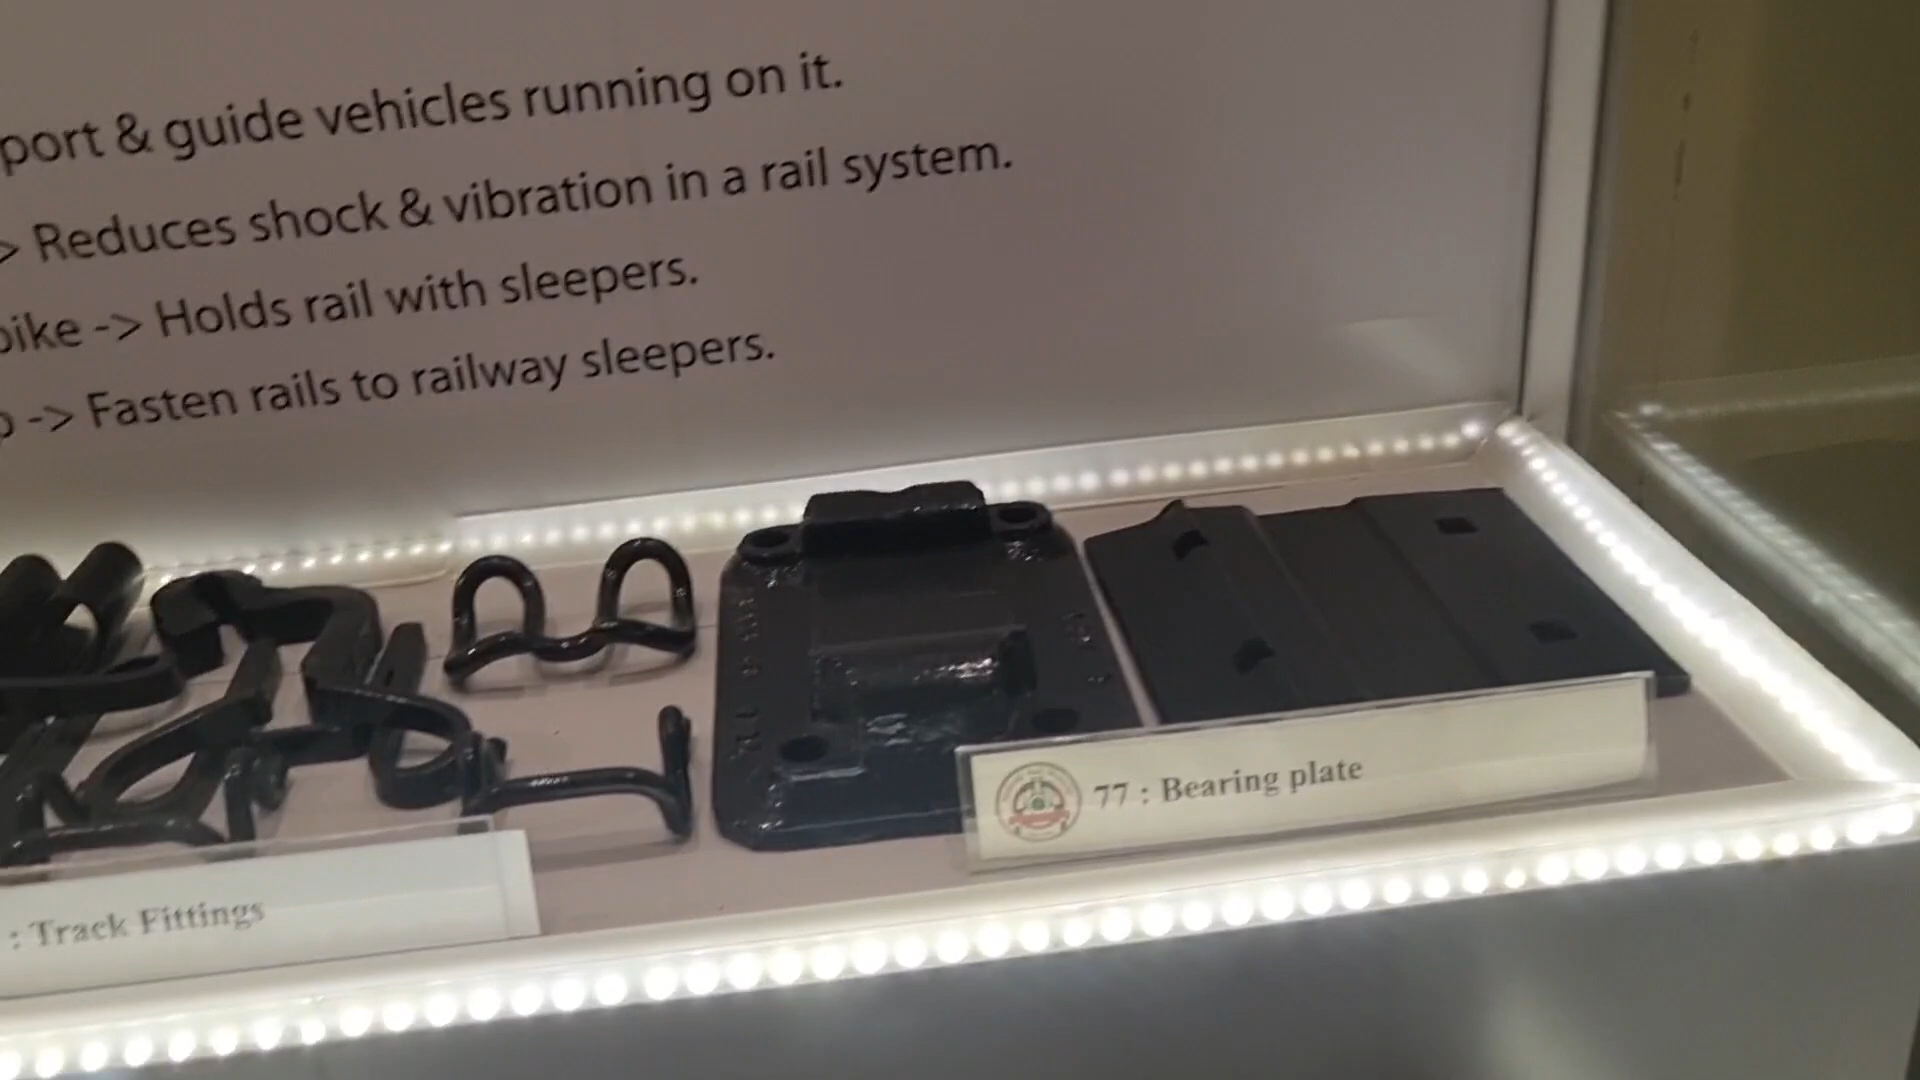 port & guide vehicles running on it.
> Reduces shock & vibration in a rail system.
pike -> Holds rail with sleepers.
-> Fasten rails to railway sleepers.
77 : Bearing plate
: Track Fittings